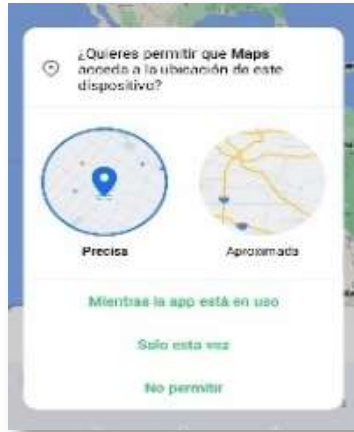 ¿Quieres permitir que Maps
acceda a la ubicación de este
dispositivo?
Precisa
Aproximada
Mientras la app está en uso
Solo esta vez
No permitir